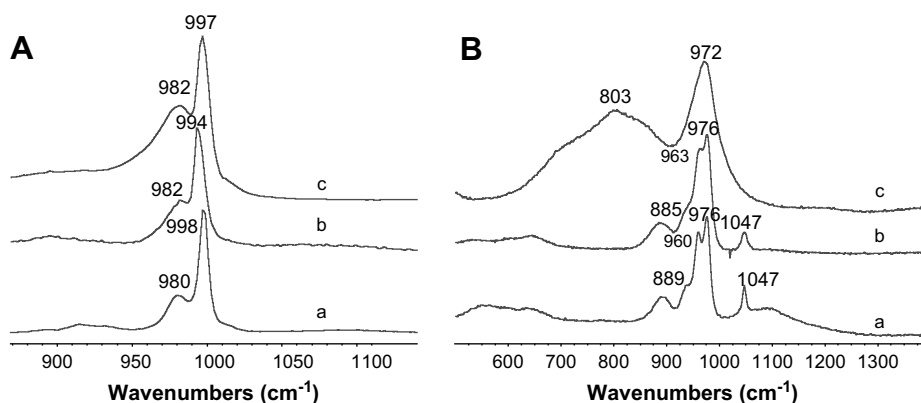 A
997
982
994
c
982
998
b
980
a
900 950 1000 1050 1100
Wavenumbers (cm-1)
B
972
803
976
963
c
885 976 1047
960
b
889 1047
a
600 700 800 900 1000 1100 1200 1300
Wavenumbers (cm-1)